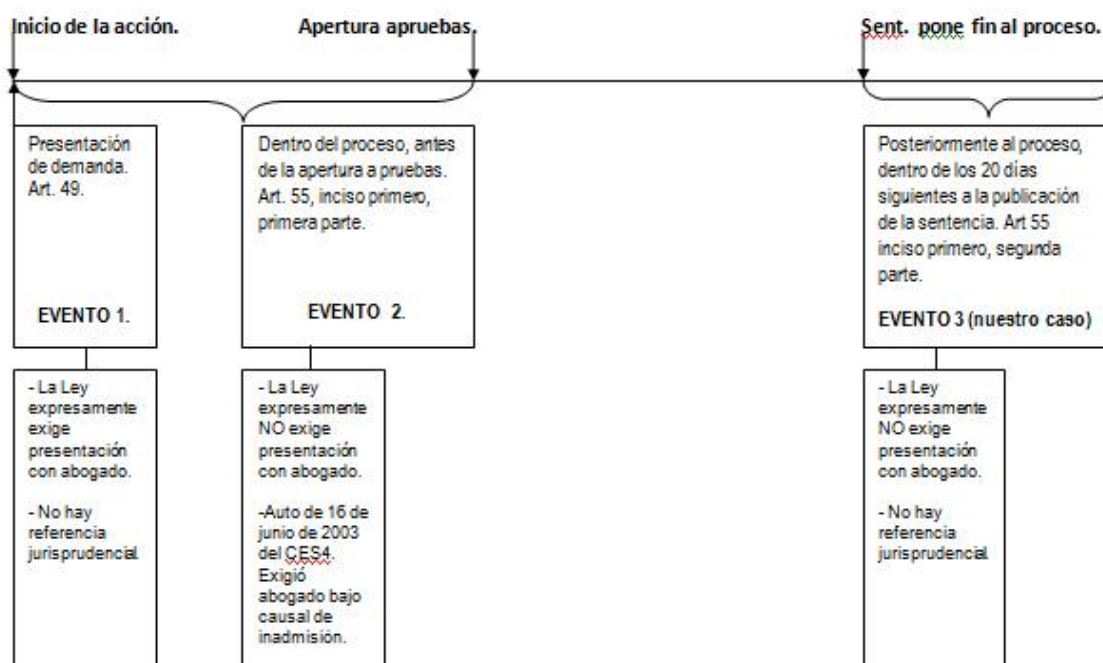 Inicio de la acción.
Apertura apruebas.
Sent. pone fin al proceso.
Presentación
de demanda.
Art. 49.
EVENTO 1.
Dentro del proceso, antes
de la apertura a pruebas.
Art. 55, inciso primero,
primera parte.
EVENTO 2.
Posteriormente al proceso,
dentro de los 20 días
siguientes a la publicación
de la sentencia. Art 55
inciso primero, segunda
parte.
EVENTO 3 (nuestro caso)
- La Ley
expresamente
exige
presentación
con abogado.
- No hay
referencia
jurisprudencial
- La Ley
expresamente
NO exige
presentación
con abogado.
-Auto de 16 de
junio de 2003
del CES4.
Exigió
abogado bajo
causal de
inadmisión.
- La Ley
expresamente
NO exige
presentación
con abogado.
- No hay
referencia
jurisprudencial